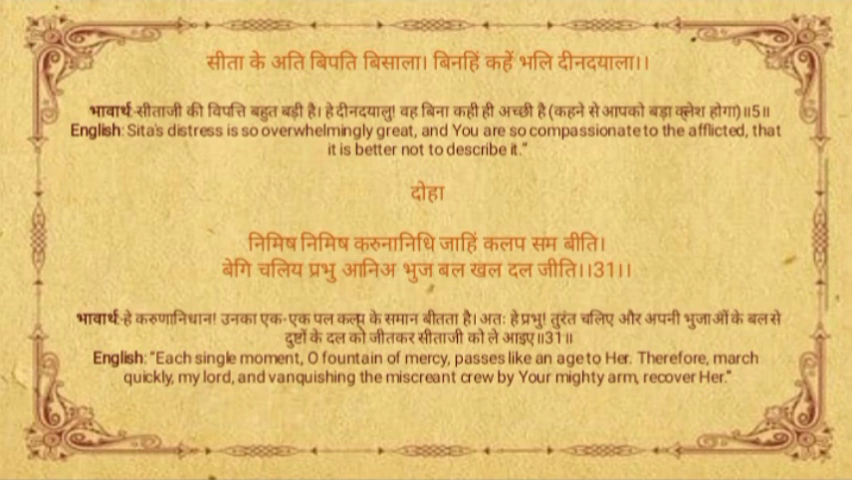 सीता के अति बिपति बिसाला। बिनहिं कहें भलि दीनदयाला।।
भावार्थ:-सीताजी की विपत्ति बहुत बड़ी है। हे दीनदयालु! वह बिना कही ही अच्छी है (कहने से आपको बड़ा क्लेश होगा)॥5॥
English: Sita's distress is so overwhelmingly great, and You are so compassionate to the afflicted, that
it is better not to describe it."
दोहा
निमिष निमिष करुनानिधि जाहिं कलप सम बीति।
बेगि चलिय प्रभु आनिअ भुज बल खल दल जीति।।31।।
भावार्थ:-हे करुणानिधान! उनका एक-एक पल कल्प के समान बीतता है। अतः हे प्रभु! तुरंत चलिए और अपनी भुजाओं के बल से
दुष्टों के दल को जीतकर सीताजी को ले आइए॥31॥
English: "Each single moment, O fountain of mercy, passes like an age to Her. Therefore, march
quickly, my lord, and vanquishing the miscreant crew by Your mighty arm, recover Her."